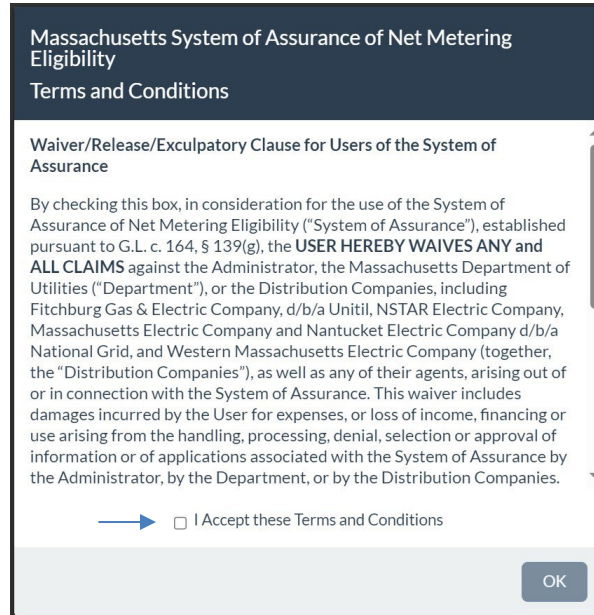 Massachusetts System of Assurance of Net Metering
Eligibility
Terms and Conditions
Waiver/Release/Exculpatory Clause for Users of the System of
Assurance
By checking this box, in consideration for the use of the System of
Assurance of Net Metering Eligibility (“System of Assurance”), established
pursuant to G.L. c. 164, § 139(g), the USER HEREBY WAIVES ANY and
ALL CLAIMS against the Administrator, the Massachusetts Department of
Utilities (“Department”), or the Distribution Companies, including
Fitchburg Gas & Electric Company, d/b/a Unitil, NSTAR Electric Company,
Massachusetts Electric Company and Nantucket Electric Company d/b/a
National Grid, and Western Massachusetts Electric Company (together,
the “Distribution Companies”), as well as any of their agents, arising out of
or in connection with the System of Assurance. This waiver includes
damages incurred by the User for expenses, or loss of income, financing or
use arising from the handling, processing, denial, selection or approval of
information or of applications associated with the System of Assurance by
the Administrator, by the Department, or by the Distribution Companies.
I Accept these Terms and Conditions
OK